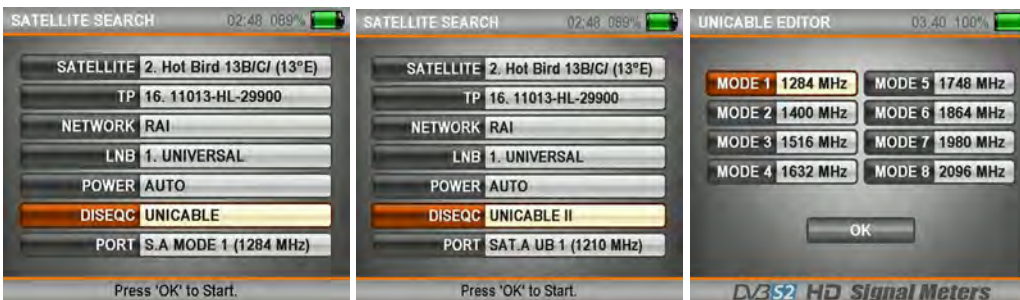 SATELLITE SEARCH 02:48 089%
SATELLITE 2. Hot Bird 13B/C/ (13°E)
TP 16. 11013-HL-29900
NETWORK RAI
LNB 1. UNIVERSAL
POWER AUTO
DISEQC UNICABLE
PORT S.A MODE 1 (1284 MHz)
Press 'OK' to Start.
SATELLITE SEARCH 02:48 089%
SATELLITE 2. Hot Bird 13B/C/ (13°E)
TP 16. 11013-HL-29900
NETWORK RAI
LNB 1. UNIVERSAL
POWER AUTO
DISEQC UNICABLE II
PORT SAT.A UB 1 (1210 MHz)
Press 'OK' to Start.
UNICABLE EDITOR 03.40 100%
MODE 1 1284 MHz MODE 5 1748 MHz
MODE 2 1400 MHz MODE 6 1864 MHz
MODE 3 1516 MHz MODE 7 1980 MHz
MODE 4 1632 MHz MODE 8 2096 MHz
OK
DVBS2 HD Signal Meters